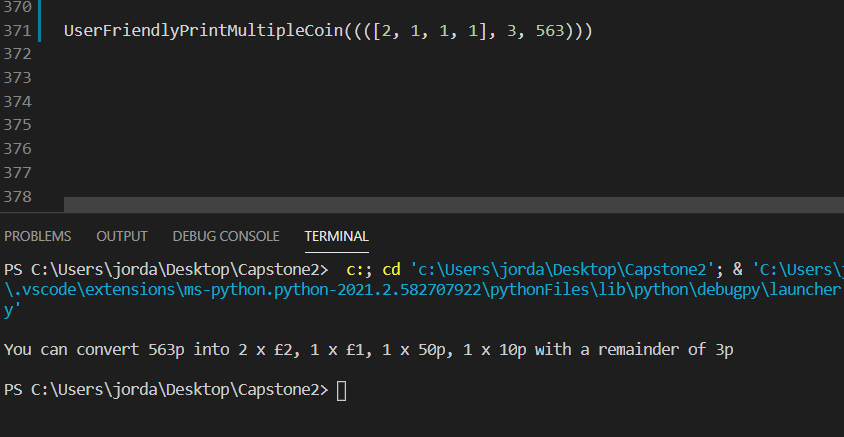 370
371 UserFriendlyPrintMultipleCoin((([2, 1, 1, 1], 3, 563)))
372
373
374
375
376
377
378
PROBLEMS OUTPUT DEBUG CONSOLE TERMINAL
PS C:\Users\jorda\Desktop\Capstone2> c:; cd 'c:\Users\jorda\Desktop\Capstone2'; & 'C:\Users\j
\.vscode\extensions\ms-python.python-2021.2.582707922\pythonFiles\lib\python\debugpy\launcher
y'
You can convert 563p into 2 x £2, 1 x £1, 1 x 50p, 1 x 10p with a remainder of 3p
PS C:\Users\jorda\Desktop\Capstone2>